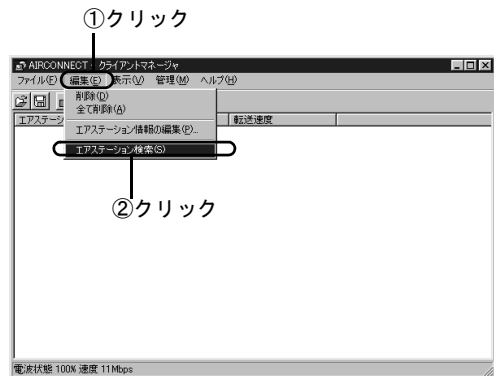 ①クリック
AIRCONNECT - クライアントマネージャ
ファイル(F) 編集(E) 表示(V) 管理(M) ヘルプ(H)
削除(D)
全て削除(A)
エアステーション情報の編集(P)...
エアステーション検索(S)
エアステーシ
転送速度
②クリック
電波状態 100% 速度 11Mbps